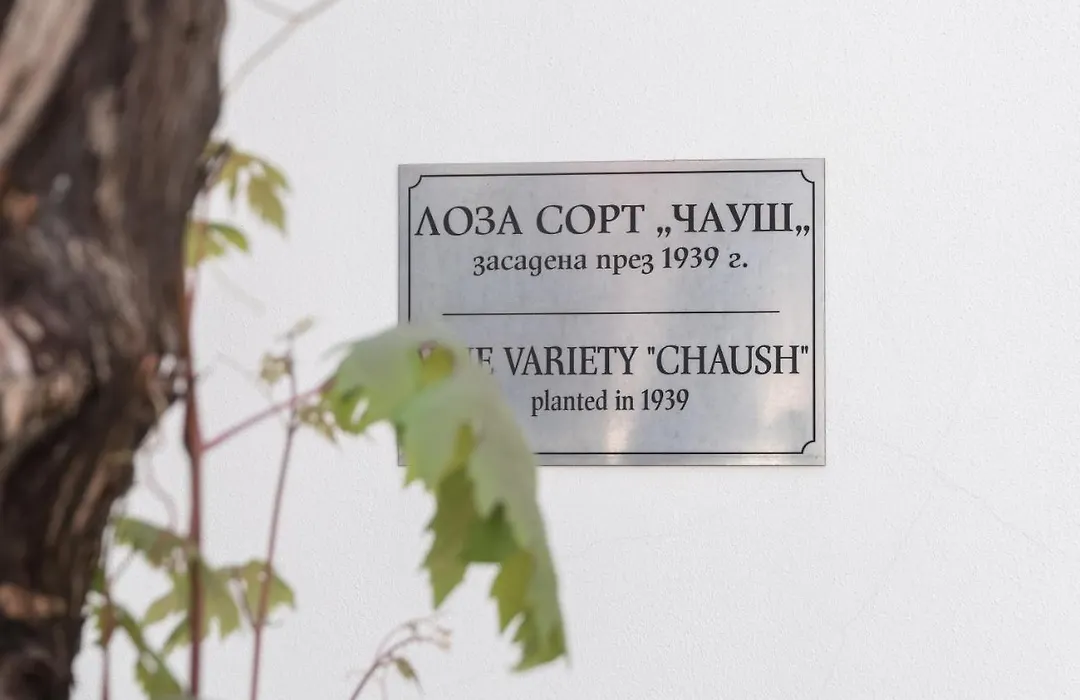 ЛОЗА СОРТ „ЧАУШ„
засадена през 1939 г.
VARIETY "CHAUSH"
planted in 1939